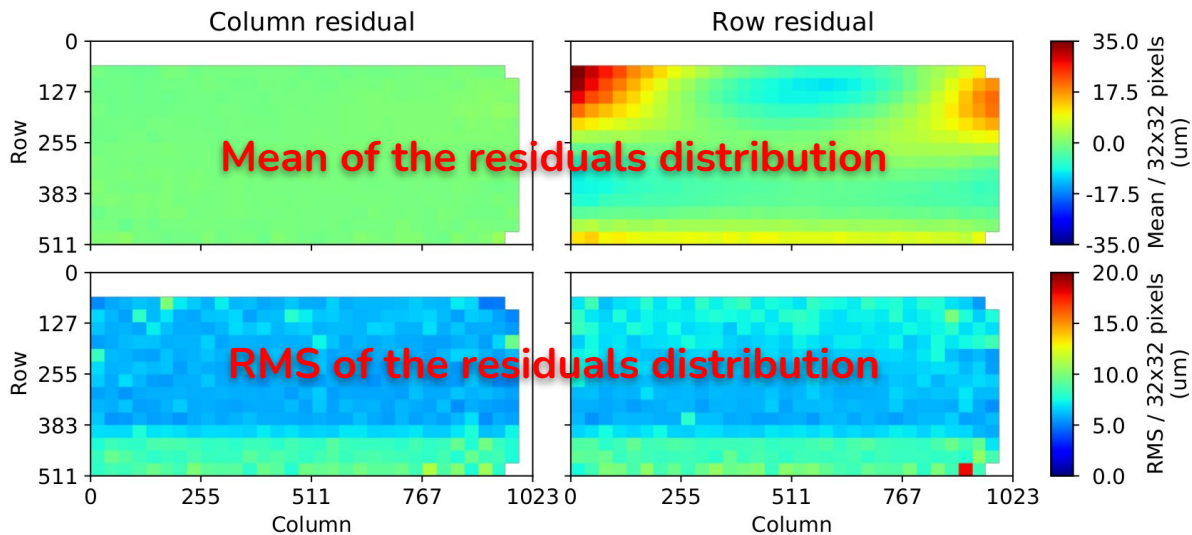 Column residual
Row residual
0
127
255
383
511
Row
35.0
17.5
0.0
-17.5
-35.0
Mean / 32x32 pixels
(um)
Mean of the residuals distribution
0
127
255
383
511
Row
20.0
15.0
10.0
5.0
0.0
RMS / 32x32 pixels
(um)
RMS of the residuals distribution
0
255
511
767
1023
0
255
511
767
1023
Column
Column